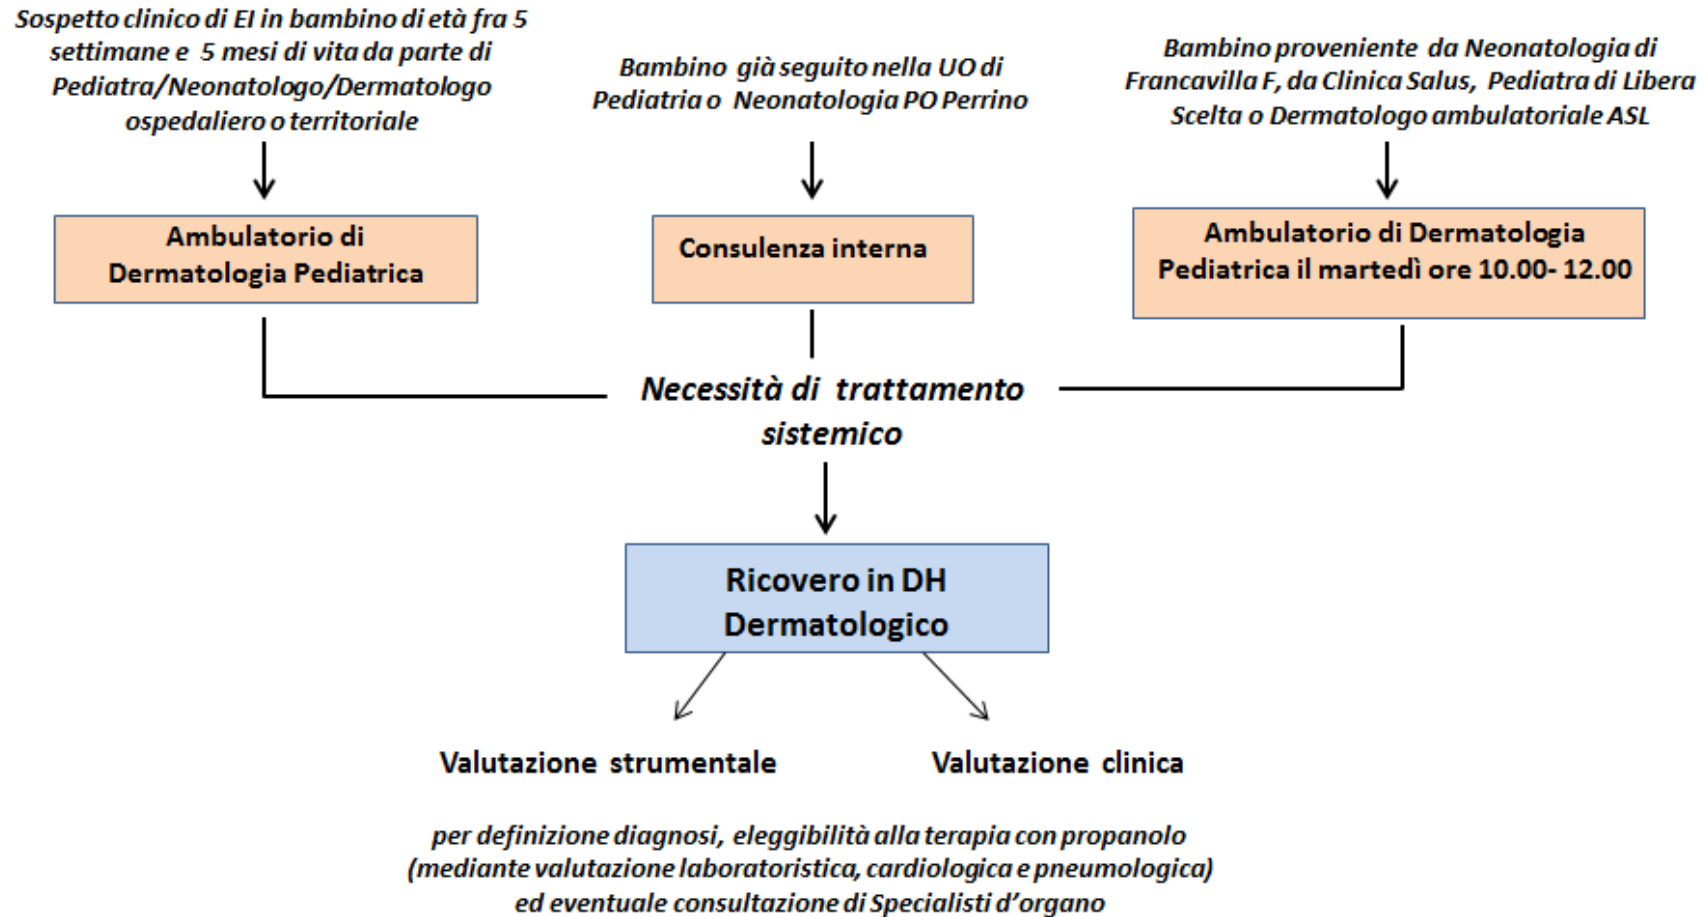 Sospetto clinico di EI in bambino di età fra 5
settimane e 5 mesi di vita da parte di
Pediatra/Neonatologo/Dermatologo
ospedaliero o territoriale
Bambino già seguito nella UO di
Pediatria o Neonatologia PO Perrino
Bambino proveniente da Neonatologia di
Francavilla F, da Clinica Salus, Pediatra di Libera
Scelta o Dermatologo ambulatoriale ASL
Ambulatorio di
Dermatologia Pediatrica
Consulenza interna
Ambulatorio di Dermatologia
Pediatrica il martedì ore 10.00- 12.00
Necessità di trattamento
sistemico
Ricovero in DH
Dermatologico
Valutazione strumentale
Valutazione clinica
per definizione diagnosi, eleggibilità alla terapia con propanolo
(mediante valutazione laboratoristica, cardiologica e pneumologica)
ed eventuale consultazione di Specialisti d'organo